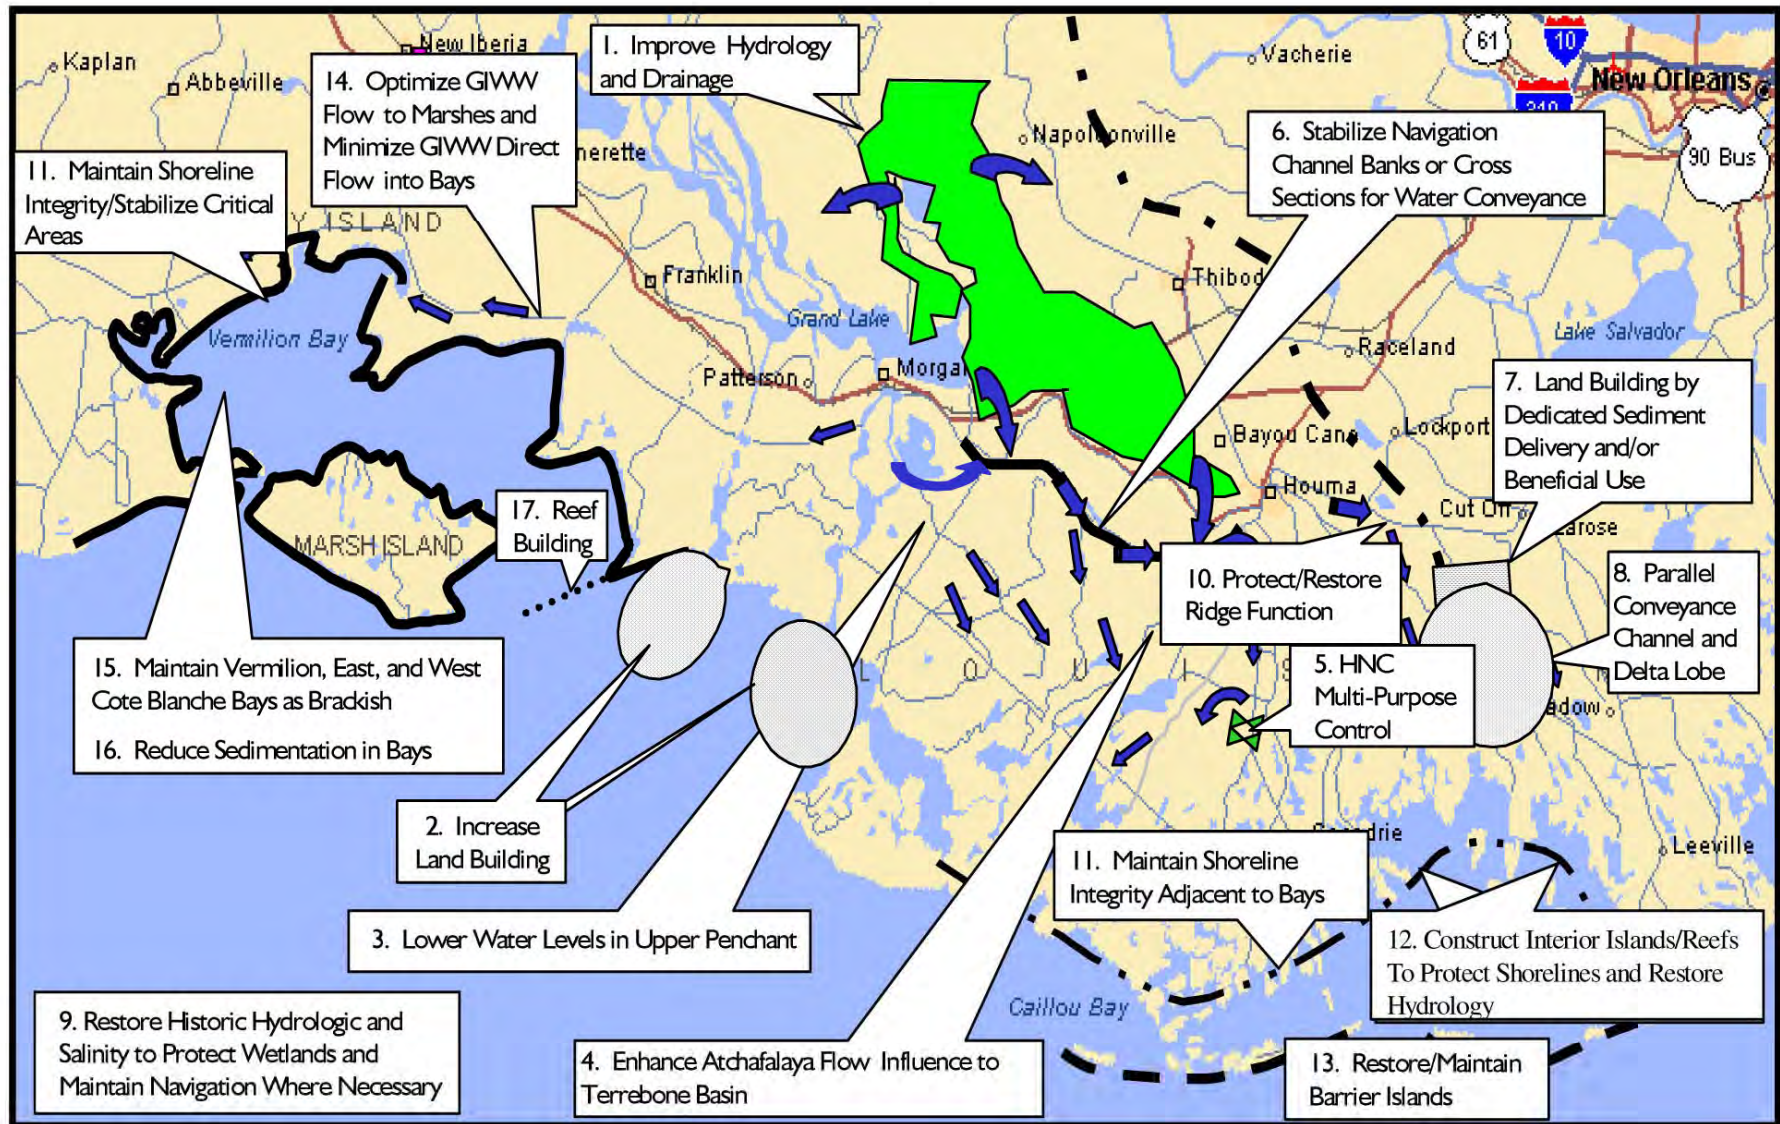 Kaplan
Abbeville
New Iberia
1. Improve Hydrology
and Drainage
14. Optimize GIWW
Flow to Marshes and
Minimize GIWW Direct
Flow into Bays
nerette
Vacherie
61
10
310
New Orleans
90 Bus
Napoleonville
6. Stabilize Navigation
Channel Banks or Cross
Sections for Water Conveyance
11. Maintain Shoreline
Integrity/Stabilize Critical
Areas
Y ISLAND
Franklin
Thibod
Grand Lake
Lake Salvador
Vermilion Bay
Raceland
Patterson
Morgan
7. Land Building by
Dedicated Sediment
Delivery and/or
Beneficial Use
Bayou Cane
Lockport
Houma
Cut Off
arose
17. Reef
Building
MARSH ISLAND
10. Protect/Restore
Ridge Function
8. Parallel
Conveyance
Channel and
Delta Lobe
15. Maintain Vermilion, East, and West
Cote Blanche Bays as Brackish
16. Reduce Sedimentation in Bays
L O U I S
5. HNC
Multi-Purpose
Control
adow
2. Increase
Land Building
drie
Leeville
11. Maintain Shoreline
Integrity Adjacent to Bays
3. Lower Water Levels in Upper Penchant
12. Construct Interior Islands/Reefs
To Protect Shorelines and Restore
Hydrology
Caillou Bay
9. Restore Historic Hydrologic and
Salinity to Protect Wetlands and
Maintain Navigation Where Necessary
4. Enhance Atchafalaya Flow Influence to
Terrebone Basin
13. Restore/Maintain
Barrier Islands